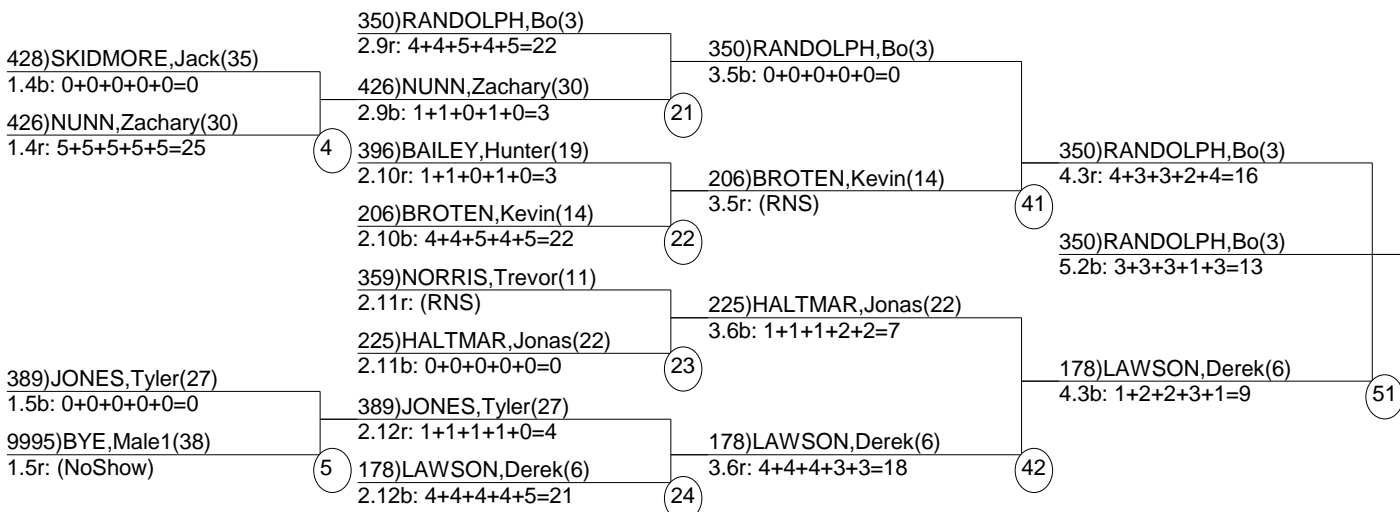 428)SKIDMORE,Jack(35)
1.4b: 0+0+0+0+0=0
426)NUNN,Zachary(30)
1.4r: 5+5+5+5+5=25
4
389)JONES,Tyler(27)
1.5b: 0+0+0+0+0=0
9995)BYE,Male1(38)
1.5r: (NoShow)
5
350)RANDOLPH,Bo(3)
2.9r: 4+4+5+4+5=22
426)NUNN,Zachary(30)
2.9b: 1+1+0+1+0=3
21
396)BAILEY,Hunter(19)
2.10r: 1+1+0+1+0=3
206)BROTEN,Kevin(14)
2.10b: 4+4+5+4+5=22
22
359)NORRIS,Trevor(11)
2.11r: (RNS)
225)HALTMAR,Jonas(22)
2.11b: 0+0+0+0+0=0
23
389)JONES,Tyler(27)
2.12r: 1+1+1+1+0=4
178)LAWSON,Derek(6)
2.12b: 4+4+4+4+5=21
24
350)RANDOLPH,Bo(3)
3.5b: 0+0+0+0+0=0
206)BROTEN,Kevin(14)
3.5r: (RNS)
41
225)HALTMAR,Jonas(22)
3.6b: 1+1+1+2+2=7
178)LAWSON,Derek(6)
3.6r: 4+4+4+3+3=18
42
350)RANDOLPH,Bo(3)
4.3r: 4+3+3+2+4=16
350)RANDOLPH,Bo(3)
5.2b: 3+3+3+1+3=13
178)LAWSON,Derek(6)
4.3b: 1+2+2+3+1=9
51